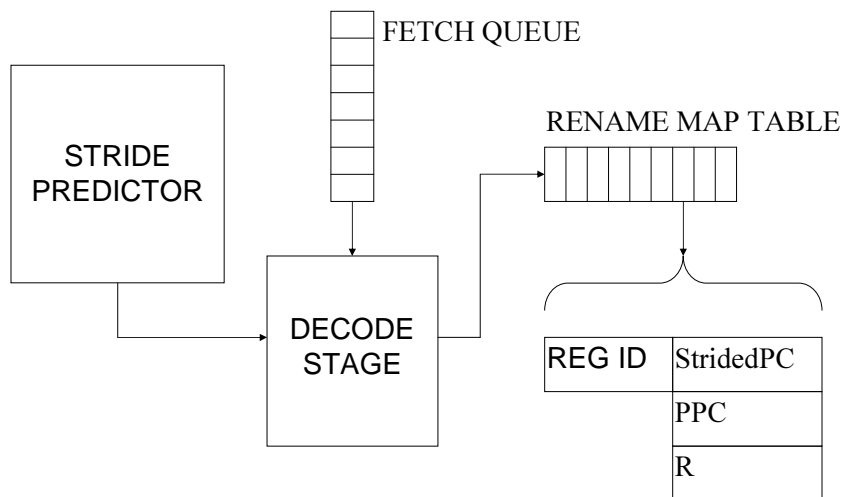 FETCH QUEUE
STRIDE
PREDICTOR
RENAME MAP TABLE
DECODE
STAGE
REG ID
StridedPC
PPC
R